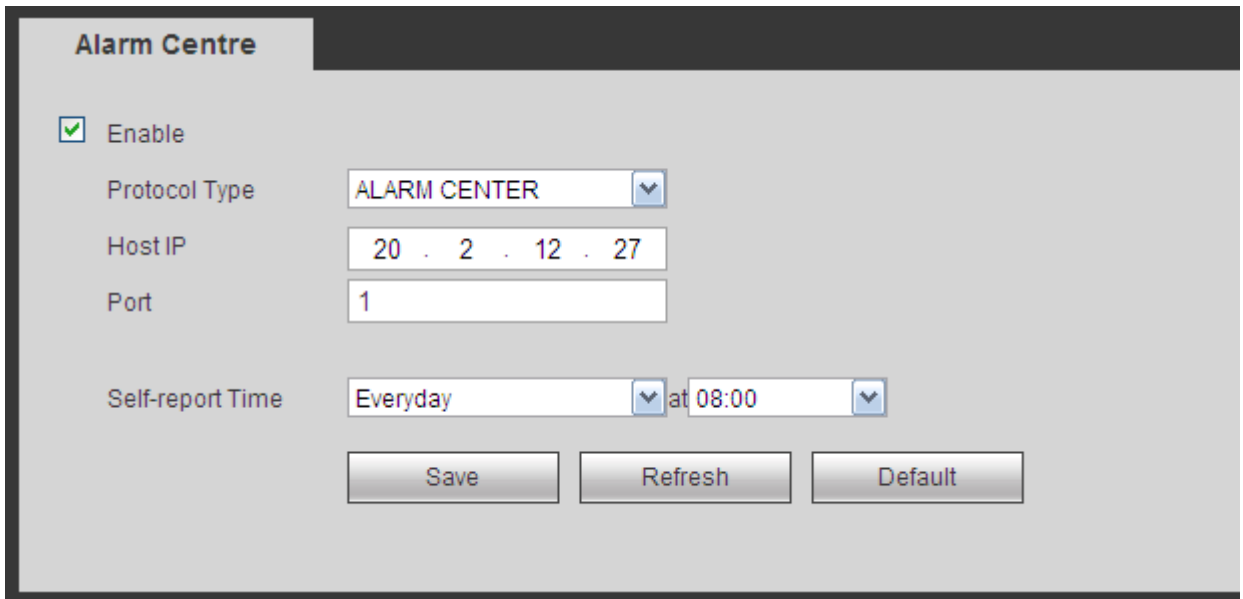 Alarm Centre
Enable
Protocol Type ALARM CENTER
Host IP 20 . 2 . 12 . 27
Port 1
Self-report Time Everyday at 08:00
Save Refresh Default